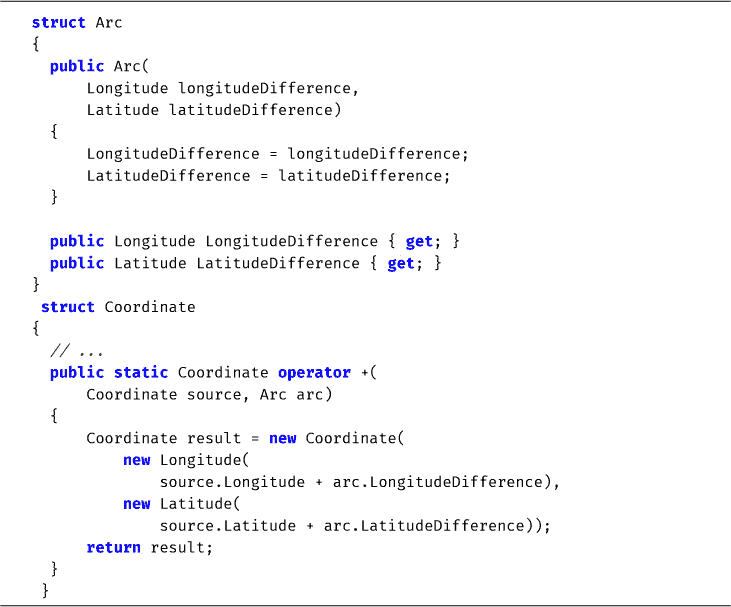 struct Arc
{
  public Arc(
      Longitude longitudeDifference,
      Latitude latitudeDifference)
  {
      LongitudeDifference = longitudeDifference;
      LatitudeDifference = latitudeDifference;
  }

  public Longitude LongitudeDifference { get; }
  public Latitude LatitudeDifference { get; }
}
 struct Coordinate
{
  // ...
  public static Coordinate operator +(
      Coordinate source, Arc arc)
  {
      Coordinate result = new Coordinate(
          new Longitude(
              source.Longitude + arc.LongitudeDifference),
          new Latitude(
              source.Latitude + arc.LatitudeDifference));
      return result;
  }
 }